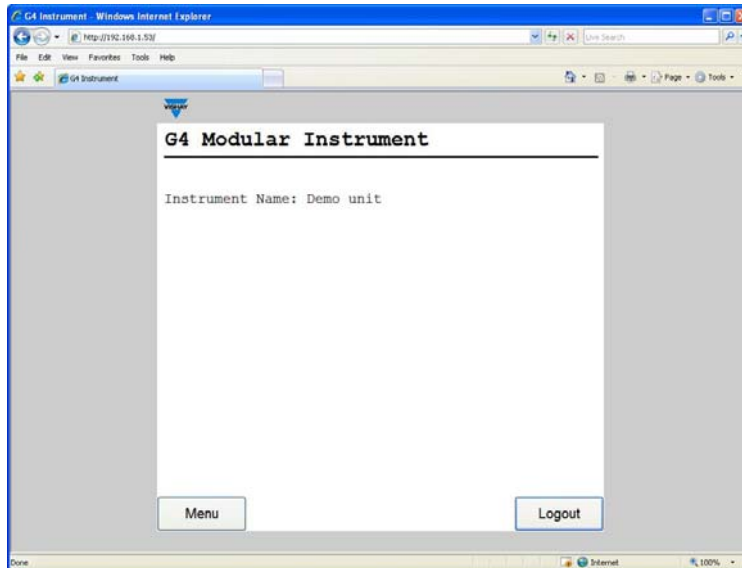 G4 Instrument - Windows Internet Explorer
http://192.168.1.53/
Live Search
File Edit View Favorites Tools Help
G4 Instrument
Page Tools
VISHAY
G4 Modular Instrument
Instrument Name: Demo unit
Menu
Logout
Done
Internet
100%